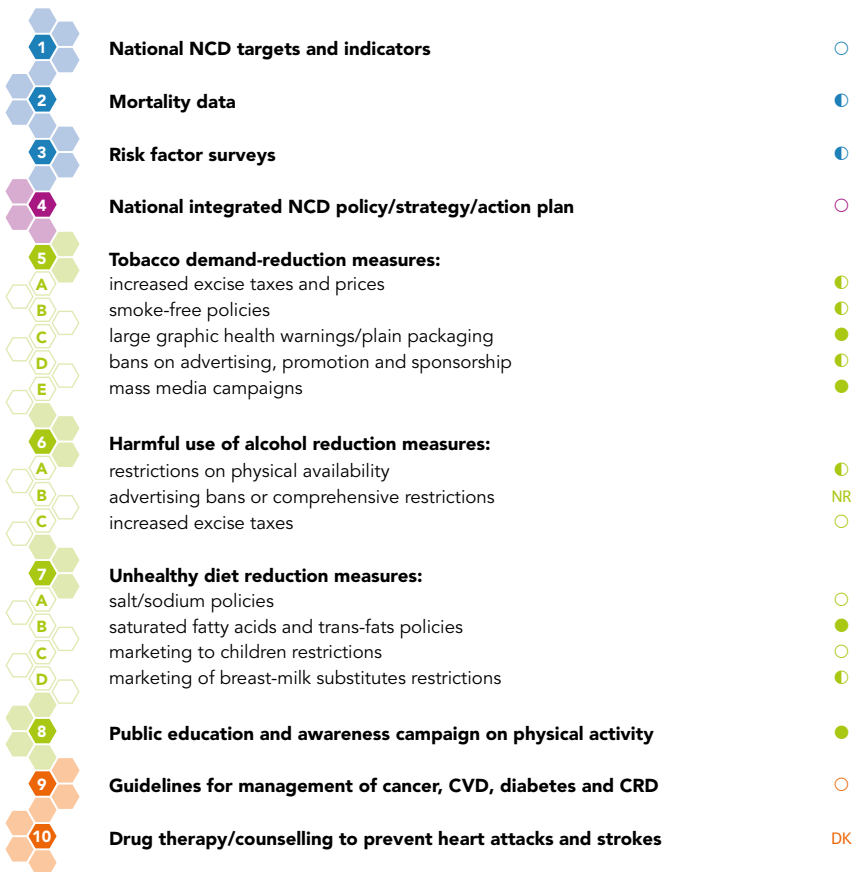 1 National NCD targets and indicators ○
2 Mortality data ◐
3 Risk factor surveys ◐
4 National integrated NCD policy/strategy/action plan ○
5 Tobacco demand-reduction measures:
A increased excise taxes and prices ◐
B smoke-free policies ◐
C large graphic health warnings/plain packaging ●
D bans on advertising, promotion and sponsorship ◐
E mass media campaigns ●
6 Harmful use of alcohol reduction measures:
A restrictions on physical availability ◐
B advertising bans or comprehensive restrictions NR
C increased excise taxes ○
7 Unhealthy diet reduction measures:
A salt/sodium policies ○
B saturated fatty acids and trans-fats policies ●
C marketing to children restrictions ○
D marketing of breast-milk substitutes restrictions ◐
8 Public education and awareness campaign on physical activity ●
9 Guidelines for management of cancer, CVD, diabetes and CRD ○
10 Drug therapy/counselling to prevent heart attacks and strokes DK